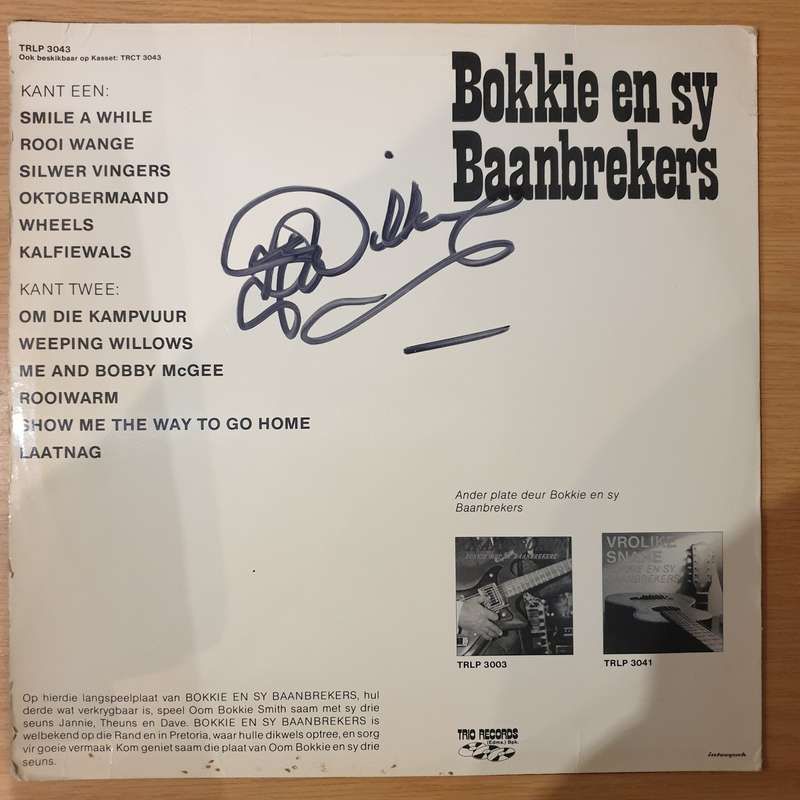 TRLP 3043
Ook beskikbaar op Kasset: TRCT 3043
KANT EEN:
SMILE A WHILE
ROOI WANGE
SILWER VINGERS
OKTOBERMAAND
WHEELS
KALFIEWALS
KANT TWEE:
OM DIE KAMPVUUR
WEEPING WILLOWS
ME AND BOBBY McGEE
ROOIWARM
SHOW ME THE WAY TO GO HOME
LAATNAG
Bokkie en sy
Baanbrekers
Ander plate deur Bokkie en sy
Baanbrekers
VROLIKE
SNARE
BOKKIE EN SY
BAANBREKERS
TRLP 3003
TRLP 3041
Op hierdie langspeelplaat van BOKKIE EN SY BAANBREKERS, hul
derde wat verkrygbaar is, speel Oom Bokkie Smith saam met sy drie
seuns Jannie, Theuns en Dave. BOKKIE EN SY BAANBREKERS is
welbekend op die Rand en in Pretoria, waar hulle dikwels optree, en sorg
vir goeie vermaak. Kom geniet saam die plaat van Oom Bokkie en sy drie
seuns.
TRIO RECORDS
(Edms.) Bpk.
interpak